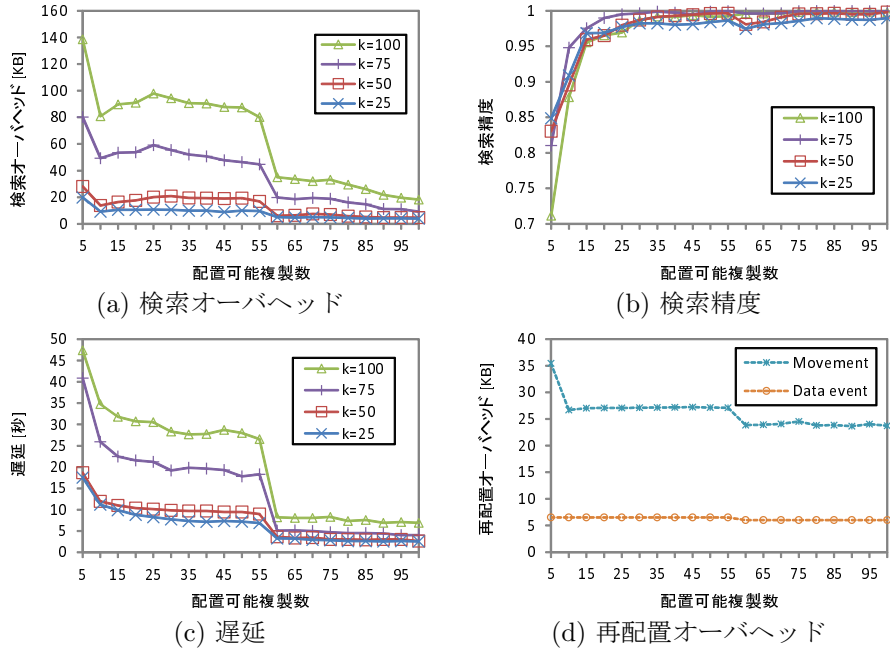 160
140
120
100
80
60
40
20
0
検索オーバヘッド [KB]
k=100
k=75
k=50
k=25
5 15 25 35 45 55 65 75 85 95
配置可能複製数
(a) 検索オーバヘッド
1
0.95
0.9
0.85
0.8
0.75
0.7
検索精度
k=100
k=75
k=50
k=25
5 15 25 35 45 55 65 75 85 95
配置可能複製数
(b) 検索精度
50
45
40
35
30
25
20
15
10
5
0
遅延 [秒]
k=100
k=75
k=50
k=25
5 15 25 35 45 55 65 75 85 95
配置可能複製数
(c) 遅延
40
35
30
25
20
15
10
5
0
再配置オーバヘッド [KB]
Movement
Data event
5 15 25 35 45 55 65 75 85 95
配置可能複製数
(d) 再配置オーバヘッド